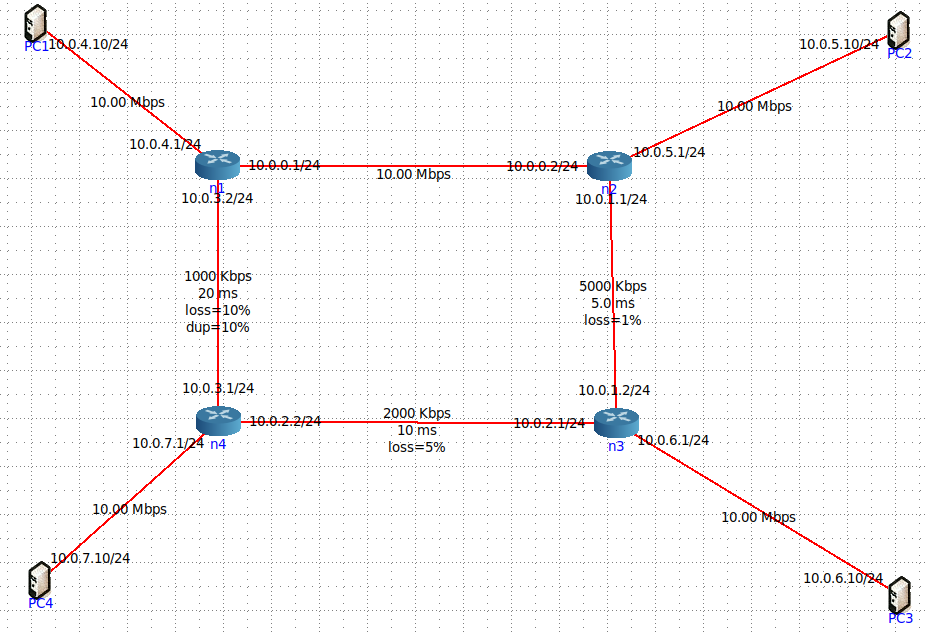 PC1
10.0.4.10/24
10.0.5.10/24
PC2
10.00 Mbps
10.00 Mbps
10.0.4.1/24
10.0.5.1/24
10.0.0.1/24
10.0.0.2/24
10.00 Mbps
n1
n2
10.0.3.2/24
10.0.1.1/24
1000 Kbps
20 ms
loss=10%
dup=10%
5000 Kbps
5.0 ms
loss=1%
10.0.3.1/24
10.0.1.2/24
2000 Kbps
10 ms
loss=5%
10.0.2.2/24
10.0.2.1/24
10.0.7.1/24
n4
n3
10.0.6.1/24
10.00 Mbps
10.00 Mbps
10.0.7.10/24
10.0.6.10/24
PC4
PC3